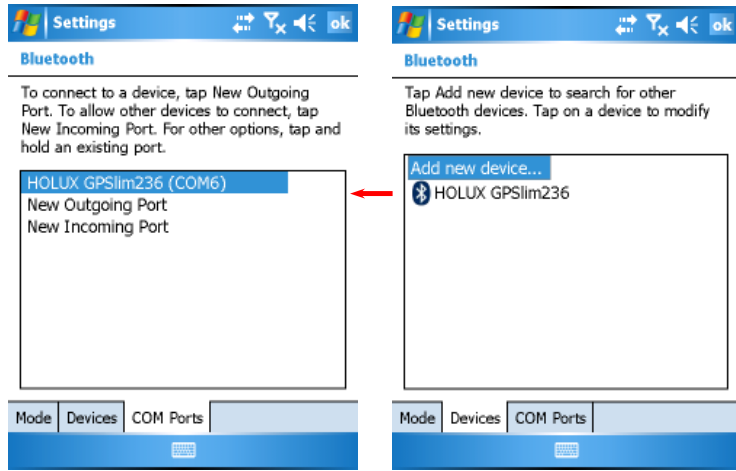 Settings
ok
Bluetooth
To connect to a device, tap New Outgoing
Port. To allow other devices to connect, tap
New Incoming Port. For other options, tap and
hold an existing port.
HOLUX GPSlim236 (COM6)
New Outgoing Port
New Incoming Port
Mode Devices COM Ports
Settings
ok
Bluetooth
Tap Add new device to search for other
Bluetooth devices. Tap on a device to modify
its settings.
Add new device...
HOLUX GPSlim236
Mode Devices COM Ports